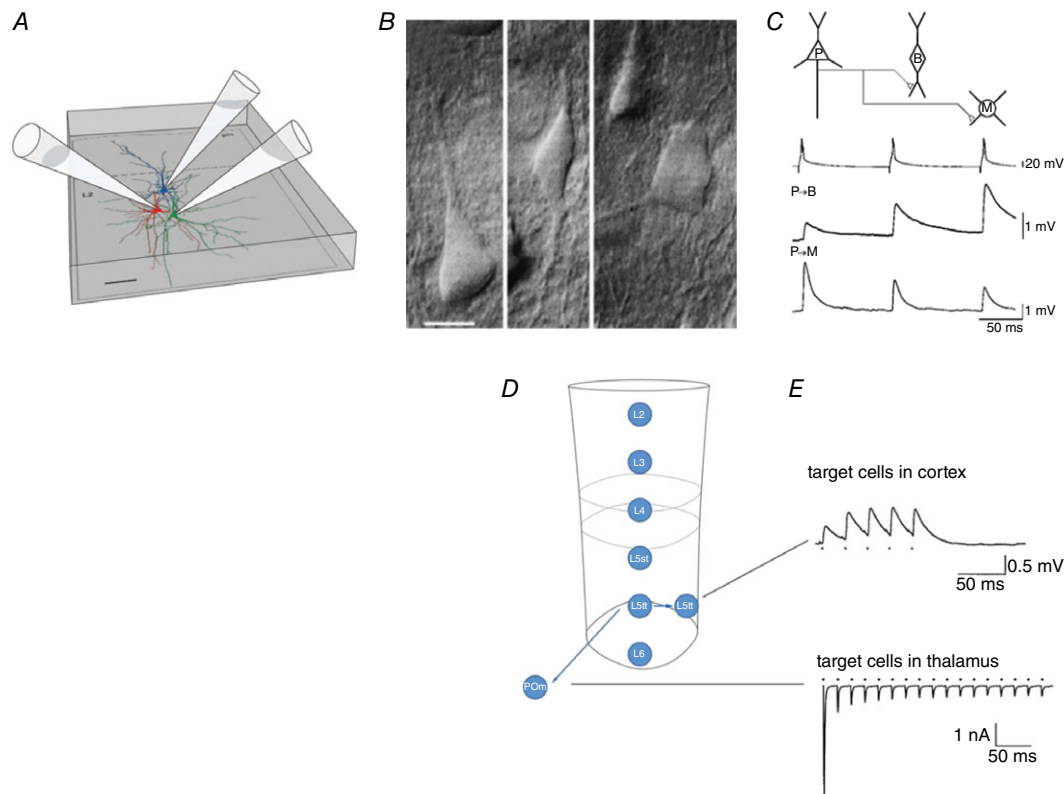 A
B
C
P
B
M
20 mV
P→B
1 mV
P→M
1 mV
50 ms
D
E
L2
L3
L4
L5st
L5tt
L5tt
L6
POm
target cells in cortex
0.5 mV
50 ms
target cells in thalamus
1 nA
50 ms